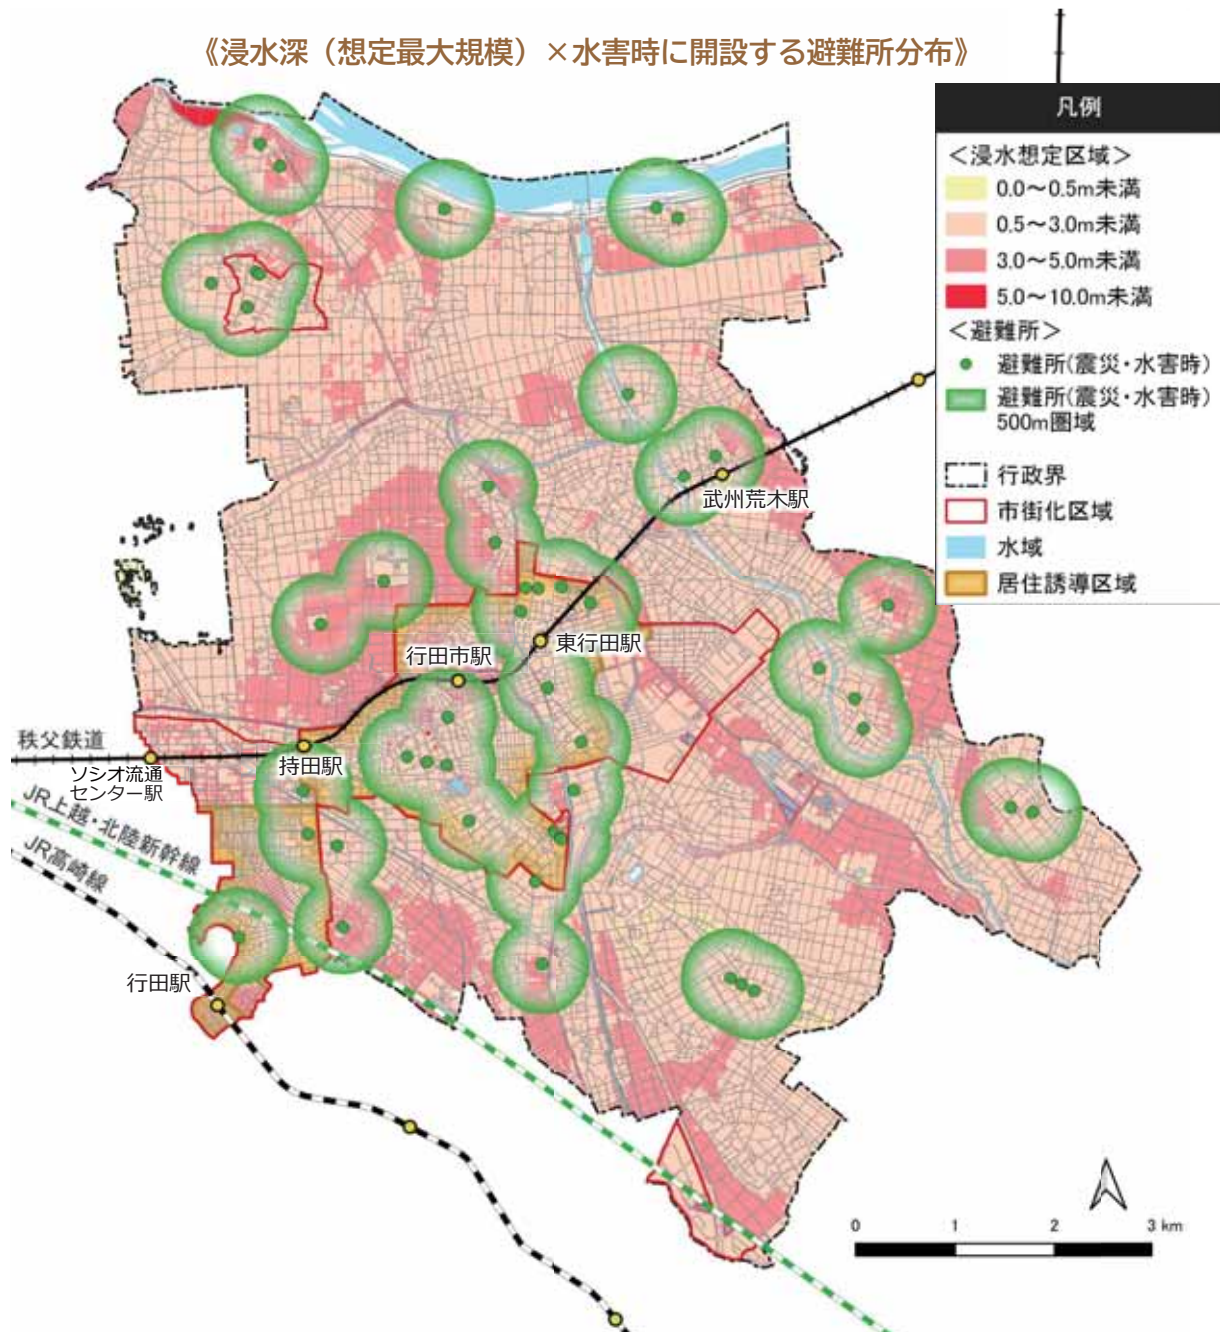 《浸水深（想定最大規模）×水害時に開設する避難所分布》
凡例
＜浸水想定区域＞
0.0～0.5m未満
0.5～3.0m未満
3.0～5.0m未満
5.0～10.0m未満
＜避難所＞
避難所(震災・水害時)
避難所(震災・水害時)
500m圏域
行政界
市街化区域
水域
居住誘導区域
武州荒木駅
東行田駅
行田市駅
秩父鉄道
持田駅
ソシオ流通
センター駅
JR上越・北陸新幹線
JR高崎線
行田駅
0 1 2 3 km